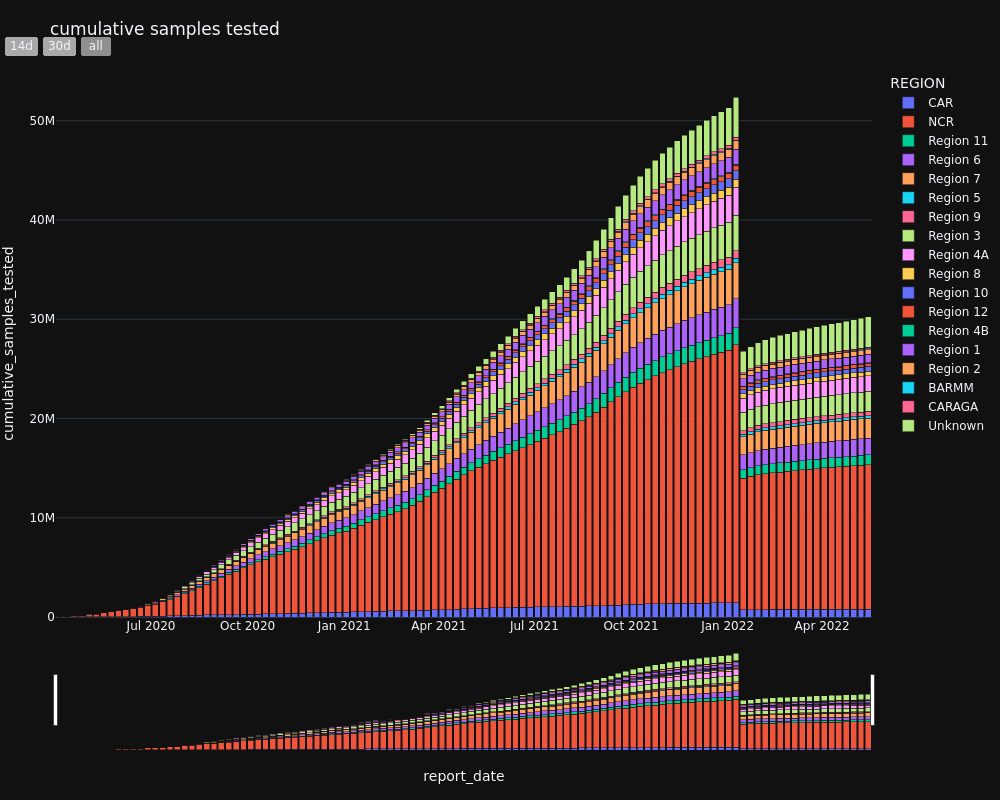 cumulative samples tested
14d 30d all
cumulative_samples_tested
50M
40M
30M
20M
10M
0
Jul 2020 Oct 2020 Jan 2021 Apr 2021 Jul 2021 Oct 2021 Jan 2022 Apr 2022
report_date
REGION
CAR
NCR
Region 11
Region 6
Region 7
Region 5
Region 9
Region 3
Region 4A
Region 8
Region 10
Region 12
Region 4B
Region 1
Region 2
BARMM
CARAGA
Unknown